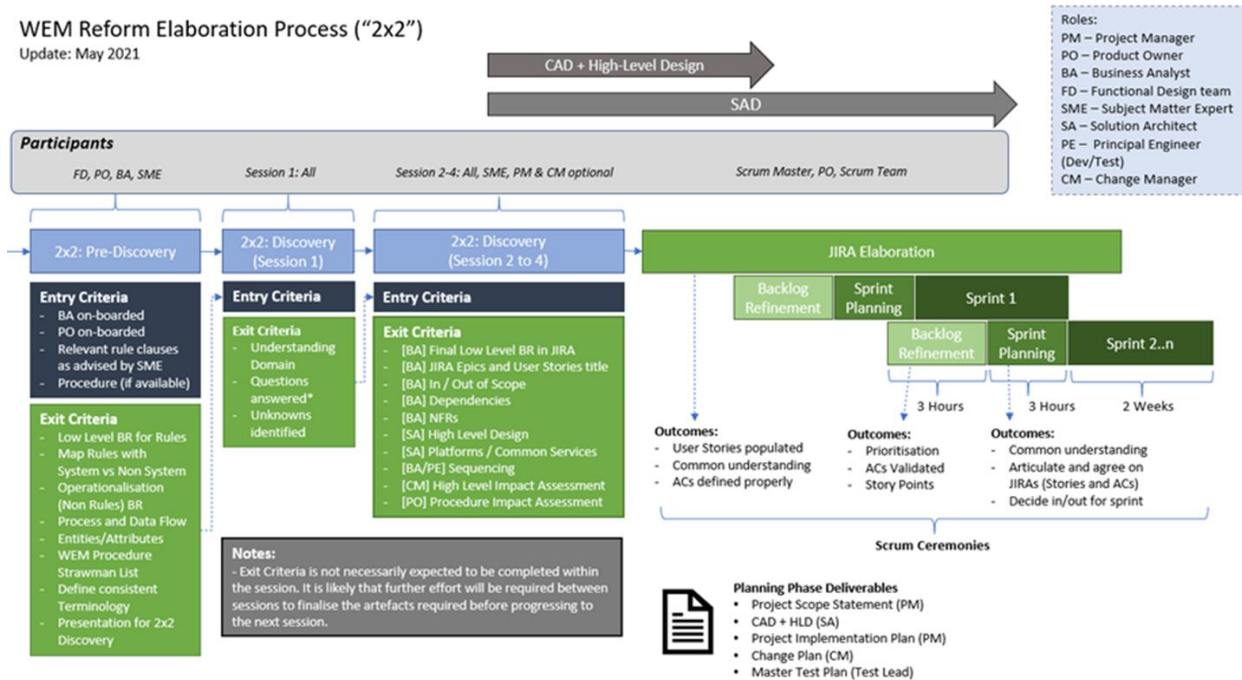 WEM Reform Elaboration Process (“2x2”)
Update: May 2021
CAD + High-Level Design
SAD
Roles:
PM – Project Manager
PO – Product Owner
BA – Business Analyst
FD – Functional Design team
SME – Subject Matter Expert
SA – Solution Architect
PE – Principal Engineer
(Dev/Test)
CM – Change Manager
Participants
FD, PO, BA, SME
Session 1: All
Session 2-4: All, SME, PM & CM optional
Scrum Master, PO, Scrum Team
2x2: Pre-Discovery
Entry Criteria
- BA on-boarded
- PO on-boarded
- Relevant rule clauses
as advised by SME
- Procedure (if available)
Exit Criteria
- Low Level BR for Rules
- Map Rules with
System vs Non System
- Operationalisation
(Non Rules) BR
- Process and Data Flow
- Entities/Attributes
- WEM Procedure
Strawman List
- Define consistent
Terminology
- Presentation for 2x2
Discovery
2x2: Discovery
(Session 1)
Entry Criteria
Exit Criteria
- Understanding
Domain
- Questions
answered*
- Unknowns
identified
2x2: Discovery
(Session 2 to 4)
Entry Criteria
Exit Criteria
- [BA] Final Low Level BR in JIRA
- [BA] JIRA Epics and User Stories title
- [BA] In / Out of Scope
- [BA] Dependencies
- [BA] NFRs
- [SA] High Level Design
- [SA] Platforms / Common Services
- [BA/PE] Sequencing
- [CM] High Level Impact Assessment
- [PO] Procedure Impact Assessment
Notes:
- Exit Criteria is not necessarily expected to be completed within
the session. It is likely that further effort will be required between
sessions to finalise the artefacts required before progressing to
the next session.
JIRA Elaboration
Backlog
Refinement
Sprint
Planning
Sprint 1
Backlog
Refinement
Sprint
Planning
Sprint 2..n
3 Hours
3 Hours
2 Weeks
Outcomes:
- User Stories populated
- Common understanding
- ACs defined properly
Outcomes:
- Prioritisation
- ACs Validated
- Story Points
Outcomes:
- Common understanding
- Articulate and agree on
JIRAs (Stories and ACs)
- Decide in/out for sprint
Scrum Ceremonies
Planning Phase Deliverables
• Project Scope Statement (PM)
• CAD + HLD (SA)
• Project Implementation Plan (PM)
• Change Plan (CM)
• Master Test Plan (Test Lead)